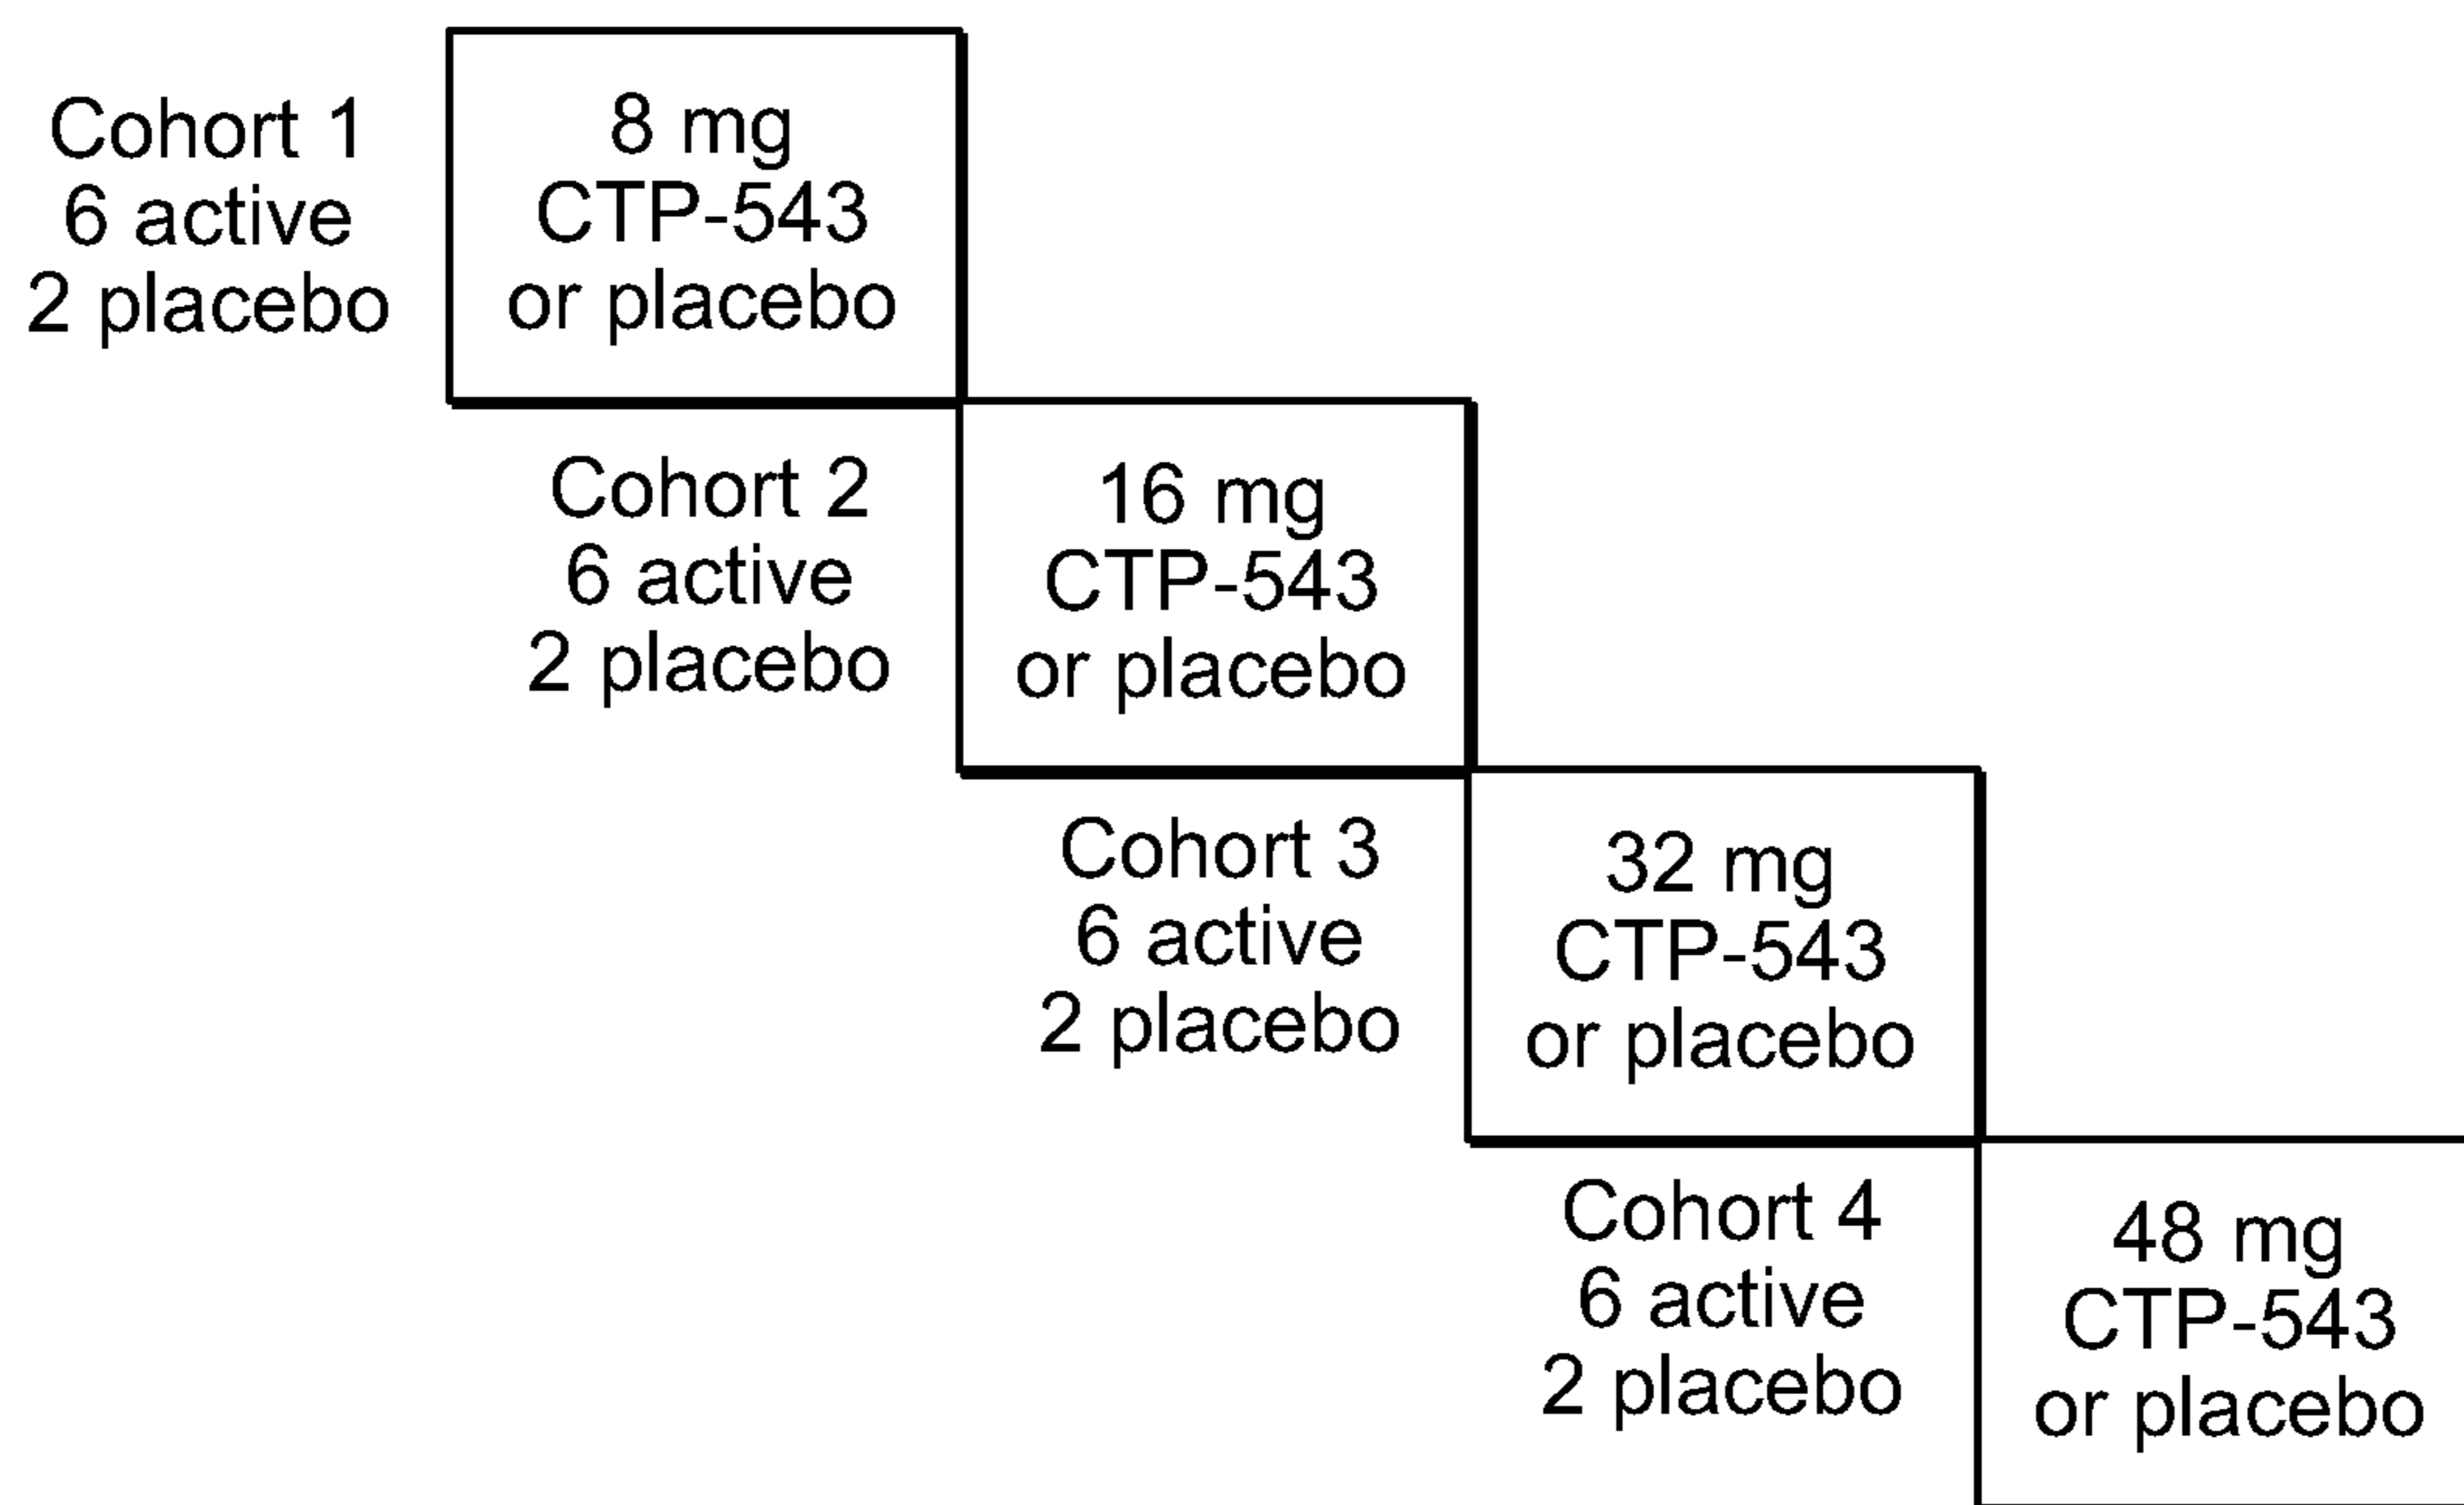 Cohort 1
6 active
2 placebo
8 mg
CTP-543
or placebo
Cohort 2
6 active
2 placebo
16 mg
CTP-543
or placebo
Cohort 3
6 active
2 placebo
32 mg
CTP-543
or placebo
Cohort 4
6 active
2 placebo
48 mg
CTP-543
or placebo